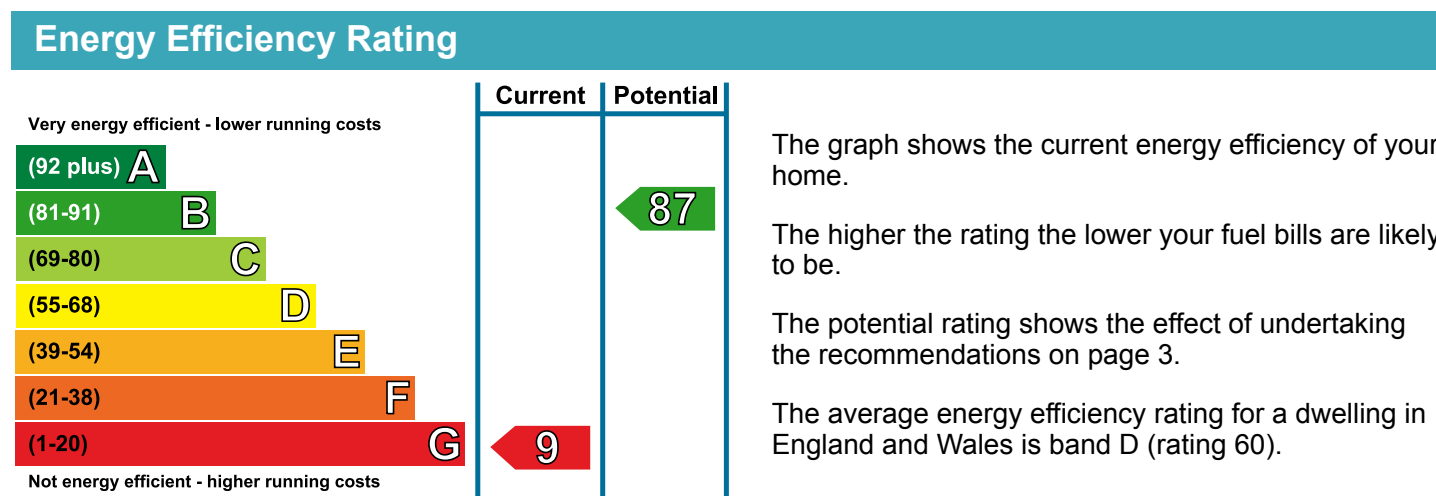 Energy Efficiency Rating
Current Potential
Very energy efficient - lower running costs
(92 plus) A
(81-91) B
87
(69-80) C
(55-68) D
(39-54) E
(21-38) F
(1-20) G
9
Not energy efficient - higher running costs
The graph shows the current energy efficiency of your
home.
The higher the rating the lower your fuel bills are likely
to be.
The potential rating shows the effect of undertaking
the recommendations on page 3.
The average energy efficiency rating for a dwelling in
England and Wales is band D (rating 60).